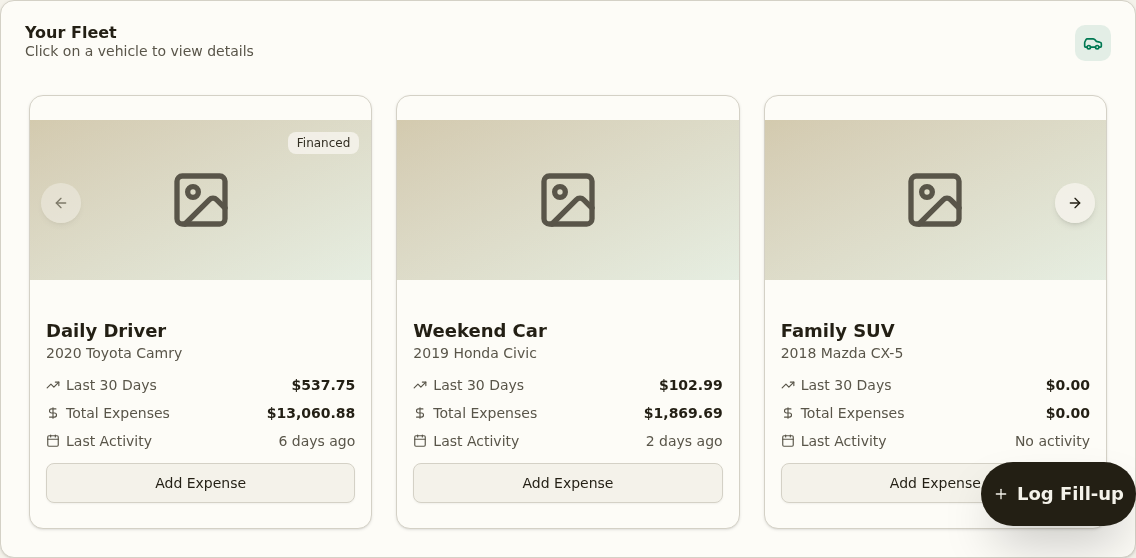 Your Fleet
Click on a vehicle to view details
Financed
Daily Driver
2020 Toyota Camry
Last 30 Days $537.75
Total Expenses $13,060.88
Last Activity 6 days ago
Add Expense
Weekend Car
2019 Honda Civic
Last 30 Days $102.99
Total Expenses $1,869.69
Last Activity 2 days ago
Add Expense
Family SUV
2018 Mazda CX-5
Last 30 Days $0.00
Total Expenses $0.00
Last Activity No activity
Add Expense
Log Fill-up